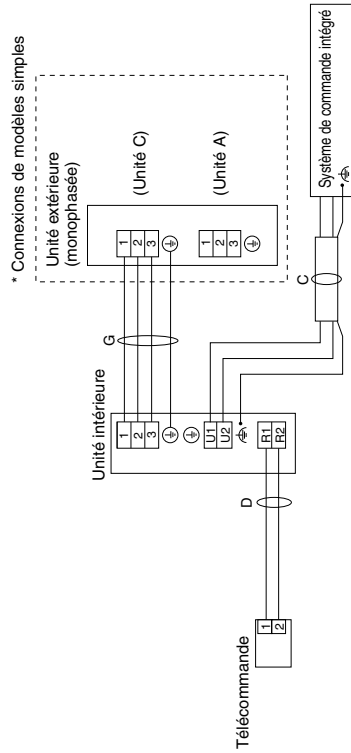 * Connexions de modèles simples
Unité extérieure
(monophasée)
1
2
3
(Unité C)
1
2
3
(Unité A)
G
Unité intérieure
1
2
3
U1
U2
R1
R2
D
Télécommande
1
2
C
Système de commande intégré